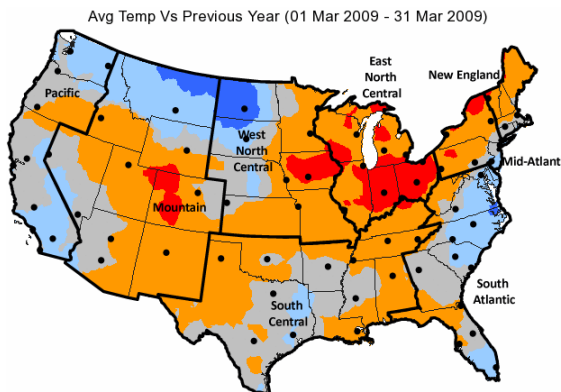 Avg Temp Vs Previous Year (01 Mar 2009 - 31 Mar 2009)
East
North
Central
New England
Pacific
West
North
Central
Mid-Atlant
Mountain
South
Atlantic
South
Central